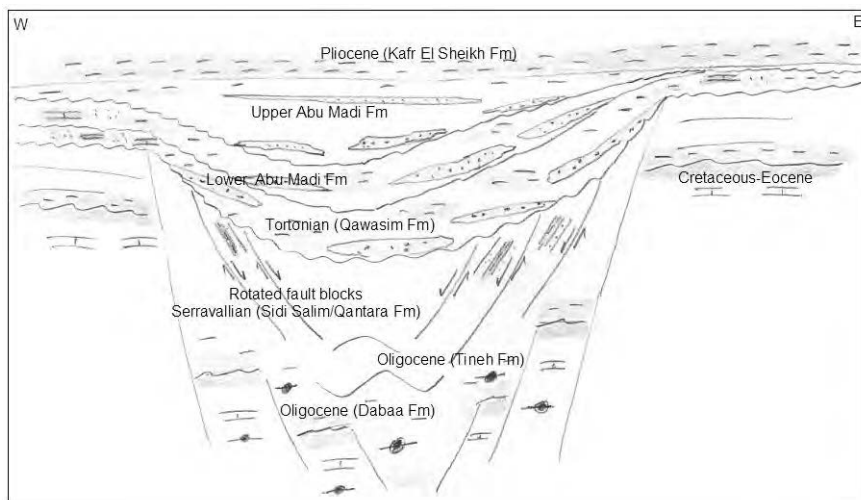 W
E
Pliocene (Kafr El Sheikh Fm)
Upper Abu Madi Fm
Lower Abu-Madi Fm
Cretaceous-Eocene
Tortonian (Qawasim Fm)
Rotated fault blocks
Serravallian (Sidi Salim/Qantara Fm)
Oligocene (Tineh Fm)
Oligocene (Dabaa Fm)